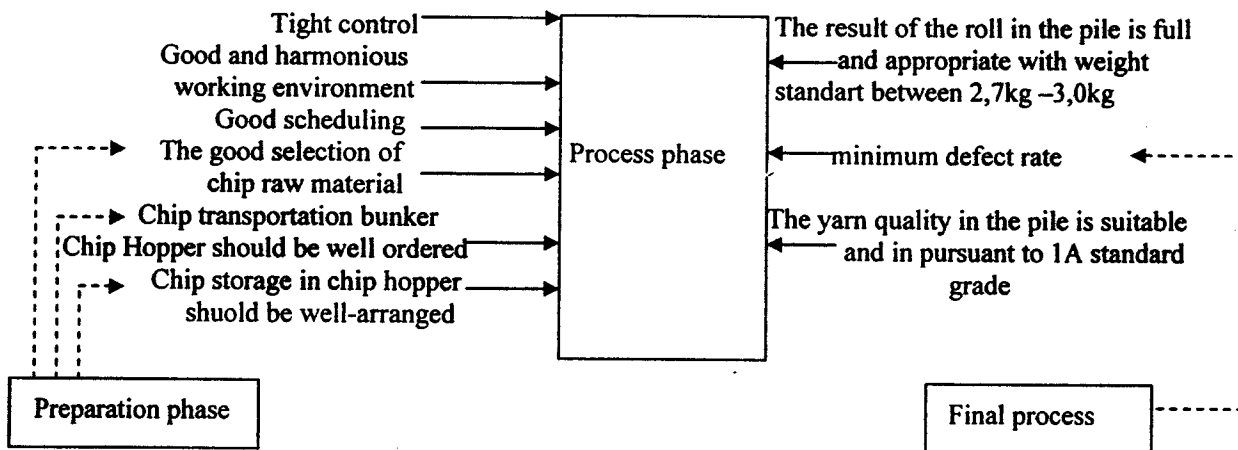 Tight control
Good and harmonious
working environment
Good scheduling
The good selection of
chip raw material
Chip transportation bunker
Chip Hopper should be well ordered
Chip storage in chip hopper
shuold be well-arranged
Preparation phase
Process phase
The result of the roll in the pile is full
and appropriate with weight
standart between 2,7kg –3,0kg
minimum defect rate
The yarn quality in the pile is suitable
and in pursuant to 1A standard
grade
Final process